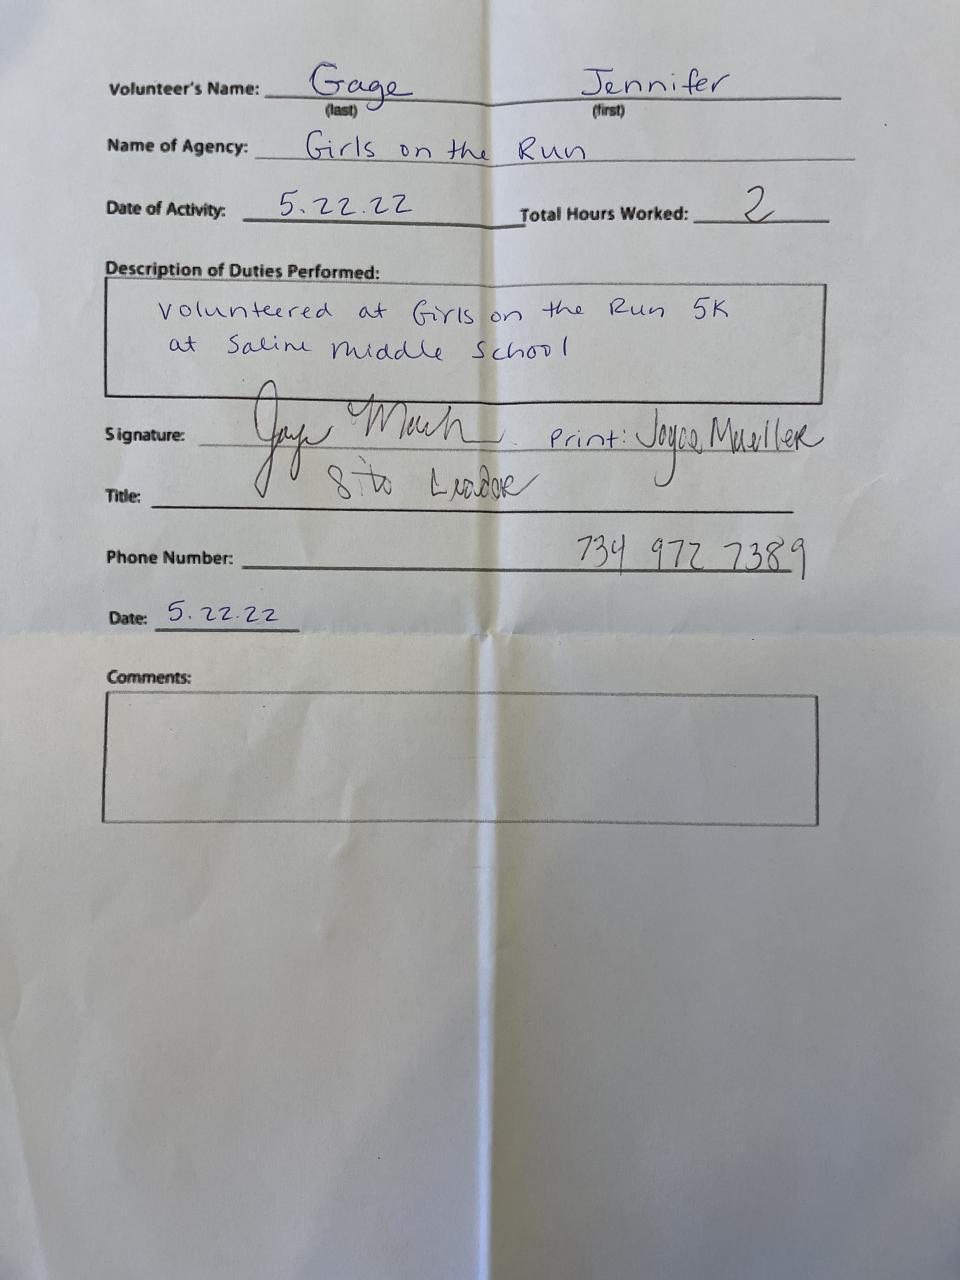 Volunteer's Name: Gage Jennifer
(last) (first)
Name of Agency: Girls on the Run
Date of Activity: 5.22.22 Total Hours Worked: 2
Description of Duties Performed:
Volunteered at Girls on the Run 5K
at Saline Middle School
Signature: Print: Joyce Mueller
Title: Site Leader
Phone Number: 734 972 7389
Date: 5.22.22
Comments: